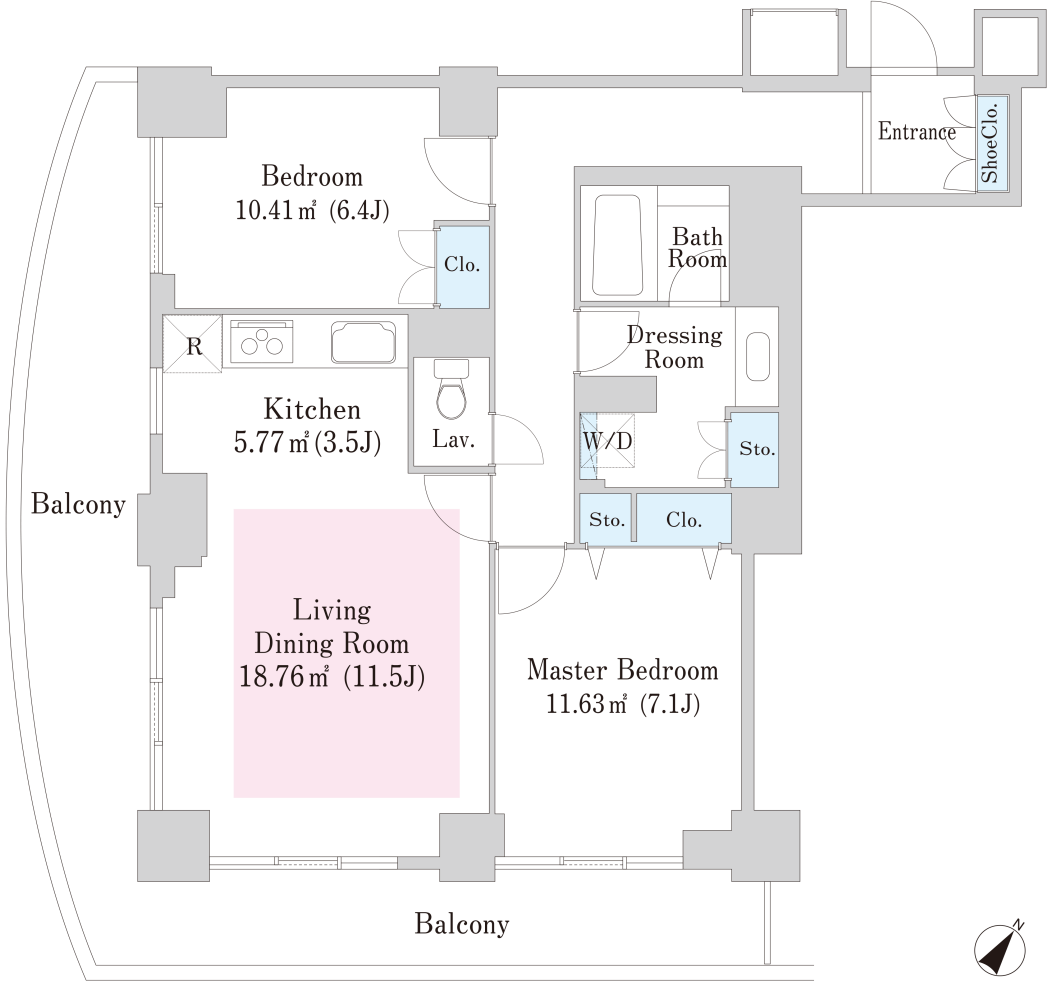 Entrance
ShoeClo.
Bedroom
10.41㎡ (6.4J)
Clo.
Bath
Room
R
Dressing
Room
Kitchen
5.77㎡(3.5J)
Lav.
W/D
Sto.
Balcony
Sto.
Clo.
Living
Dining Room
18.76㎡ (11.5J)
Master Bedroom
11.63㎡ (7.1J)
Balcony
N